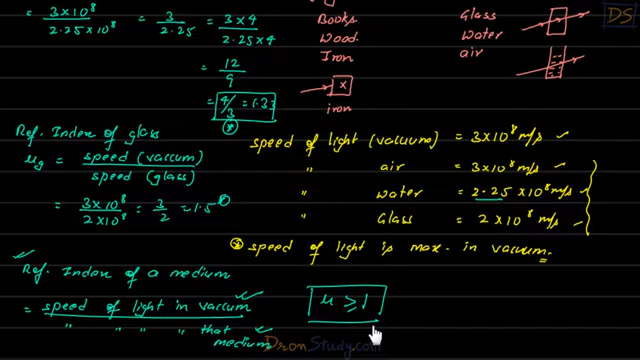 = 3×10⁸ / 2.25×10⁸ = 3 / 2.25 = 3×4 / 2.25×4
= 12 / 9
= 4/3 = 1.33
Books
Wood
Iron
x
iron
Glass
Water
air
DS
Ref. Index of glass
μg = speed (vaccum) / speed (glass)
= 3×10⁸ / 2×10⁸ = 3/2 = 1.5
speed of light (vaccum) = 3×10⁸ m/s
" air = 3×10⁸ m/s
" water = 2.25×10⁸ m/s
" Glass = 2×10⁸ m/s
speed of light is max. in vaccum.
Ref. Index of a medium
= speed of light in vaccum / " " " that medium
μ ≥ 1
DronStudy.com